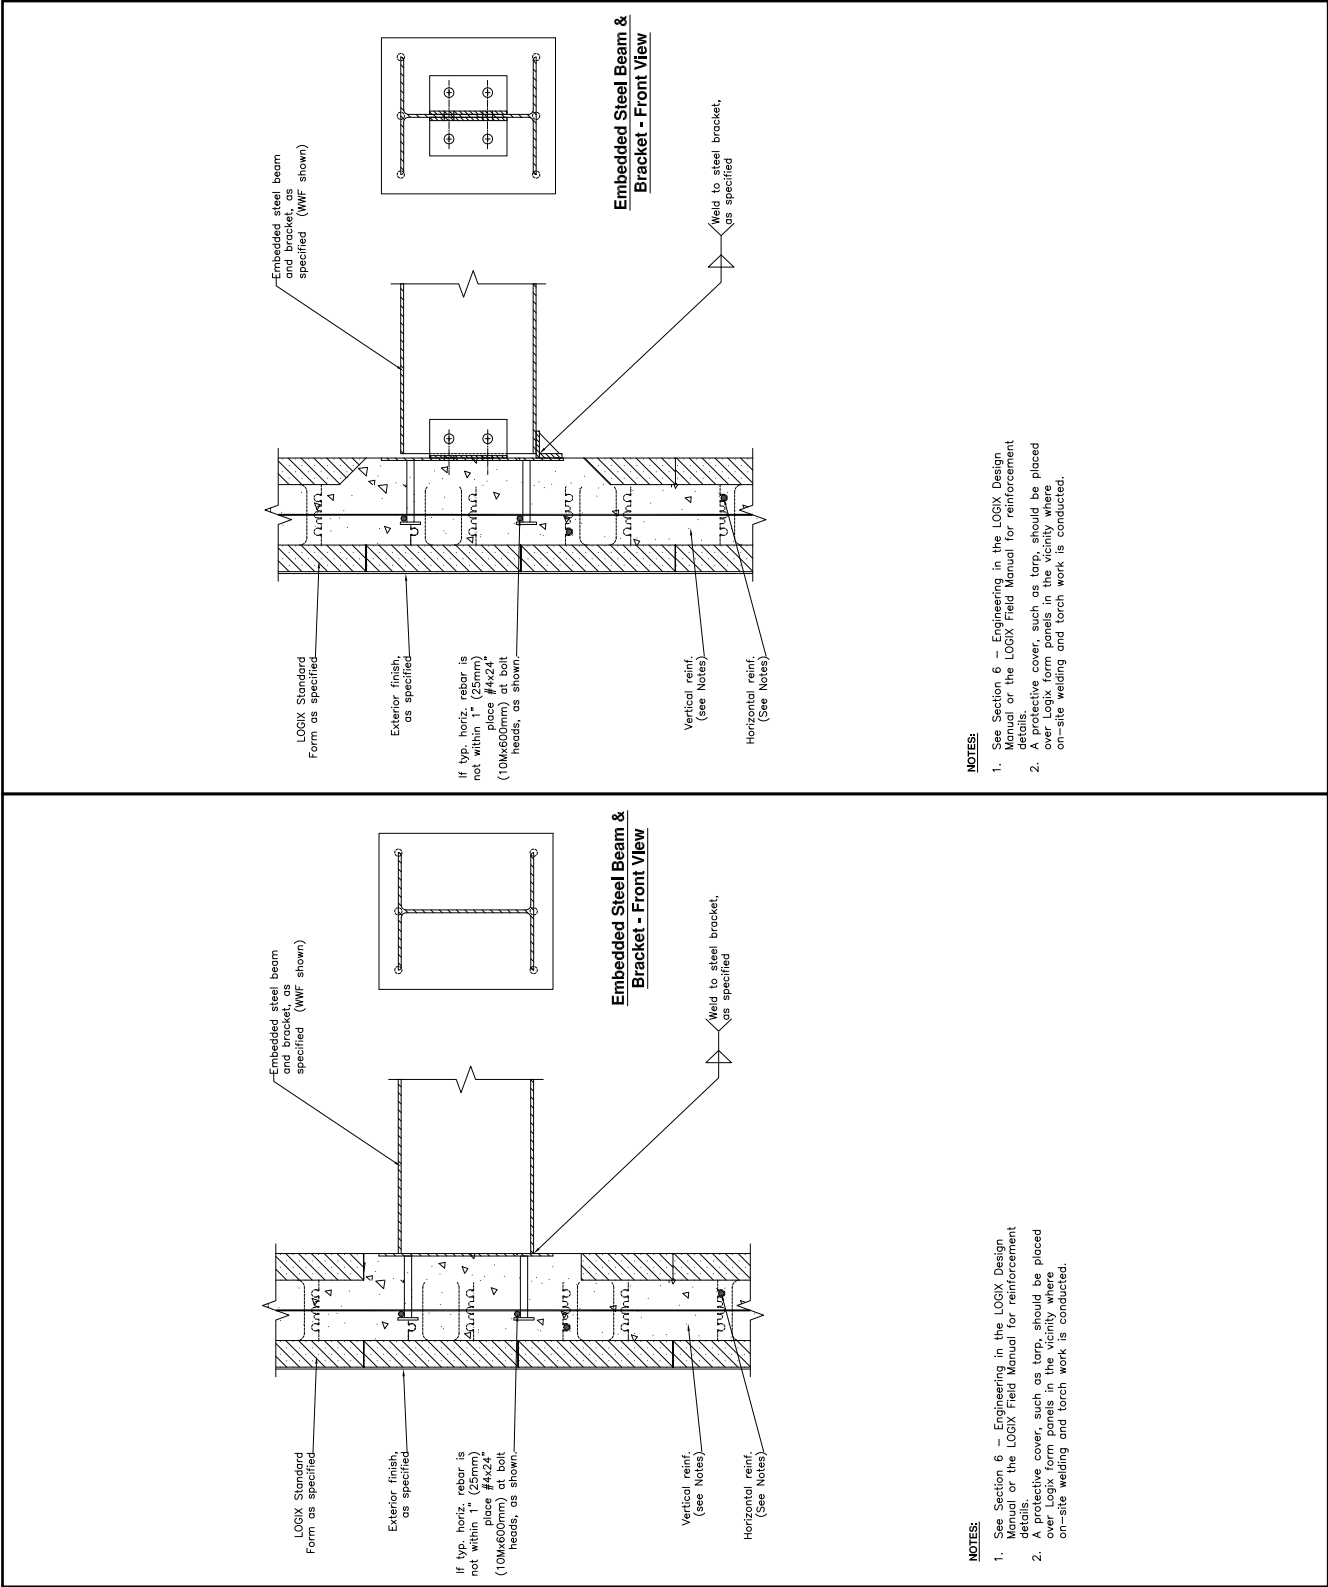 Embedded steel beam
and bracket, as
specified (WWF shown)
Embedded Steel Beam &
Bracket - Front View
Weld to steel bracket,
as specified
LOGIX Standard
Form as specified
Exterior finish,
as specified
If typ. horiz. rebar is
not within 1" (25mm)
place #4x24"
(10Mx600mm) at bolt
heads, as shown.
Vertical reinf.
(see Notes)
Horizontal reinf.
(See Notes)
NOTES:
1. See Section 6 – Engineering in the LOGIX Design
Manual or the LOGIX Field Manual for reinforcement
details.
2. A protective cover, such as tarp, should be placed
over Logix form panels in the vicinity where
on-site welding and torch work is conducted.
Embedded steel beam
and bracket, as
specified (WWF shown)
Embedded Steel Beam &
Bracket - Front VIew
Weld to steel bracket,
as specified
LOGIX Standard
Form as specified
Exterior finish,
as specified
If typ. horiz. rebar is
not within 1" (25mm)
place #4x24"
(10Mx600mm) at bolt
heads, as shown.
Vertical reinf.
(see Notes)
Horizontal reinf.
(See Notes)
NOTES:
1. See Section 6 – Engineering in the LOGIX Design
Manual or the LOGIX Field Manual for reinforcement
details.
2. A protective cover, such as tarp, should be placed
over Logix form panels in the vicinity where
on-site welding and torch work is conducted.